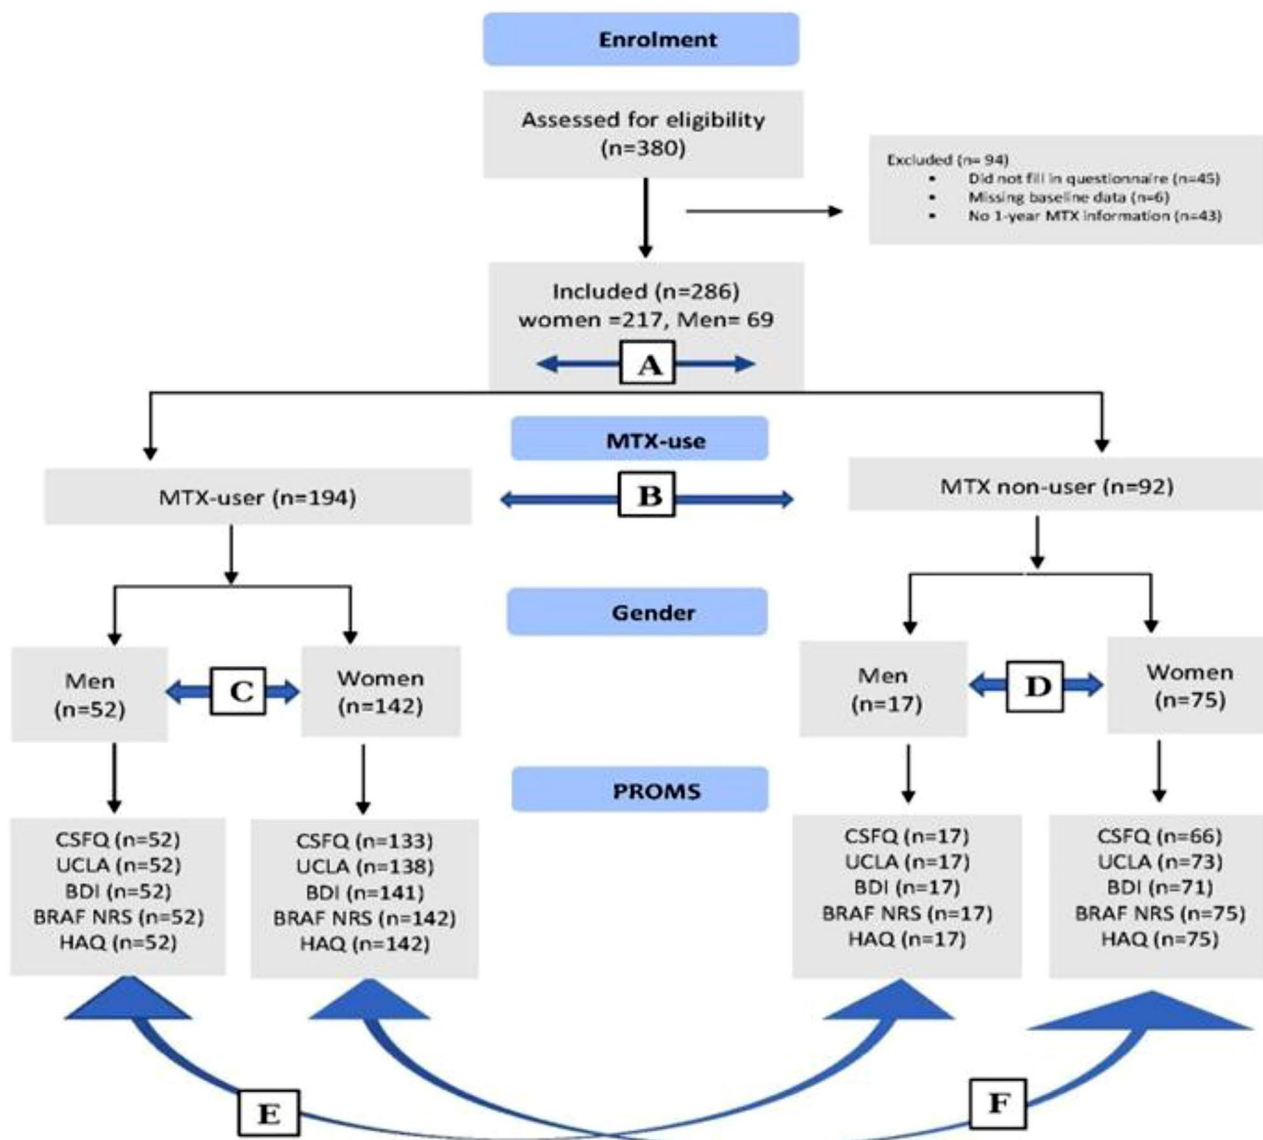 Enrolment
Assessed for eligibility
(n=380)
Excluded (n= 94)
▪ Did not fill in questionnaire (n=45)
▪ Missing baseline data (n=6)
▪ No 1-year MTX information (n=43)
Included (n=286)
women =217, Men= 69
A
MTX-use
MTX-user (n=194)
B
MTX non-user (n=92)
Gender
Men
(n=52)
C
Women
(n=142)
Men
(n=17)
D
Women
(n=75)
PROMS
CSFQ (n=52)
UCLA (n=52)
BDI (n=52)
BRAF NRS (n=52)
HAQ (n=52)
CSFQ (n=133)
UCLA (n=138)
BDI (n=141)
BRAF NRS (n=142)
HAQ (n=142)
CSFQ (n=17)
UCLA (n=17)
BDI (n=17)
BRAF NRS (n=17)
HAQ (n=17)
CSFQ (n=66)
UCLA (n=73)
BDI (n=71)
BRAF NRS (n=75)
HAQ (n=75)
E
F